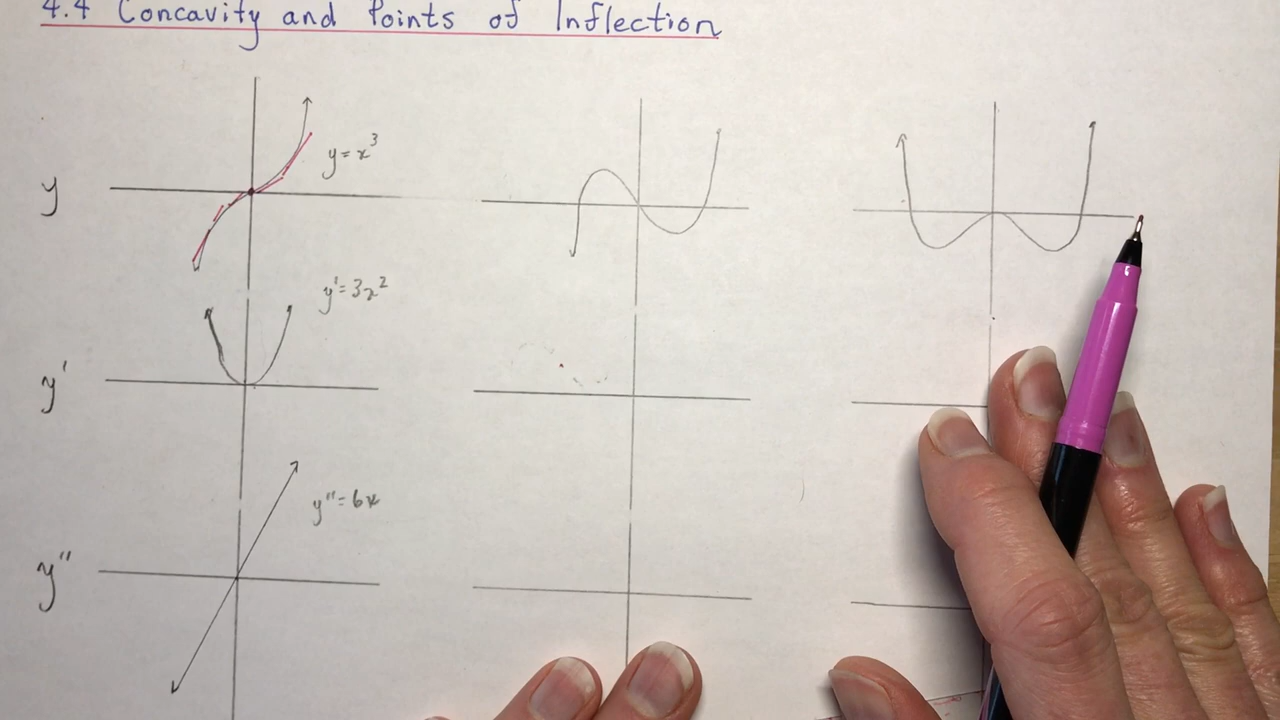 4.4 Concavity and Points of Inflection
y
y = x³
y'
y' = 3x²
y"
y" = 6x